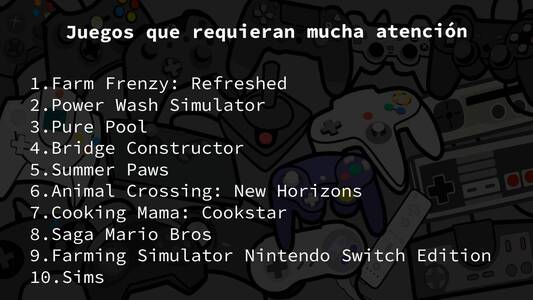 Juegos que requieran mucha atención
1.Farm Frenzy: Refreshed
2.Power Wash Simulator
3.Pure Pool
4.Bridge Constructor
5.Summer Paws
6.Animal Crossing: New Horizons
7.Cooking Mama: Cookstar
8.Saga Mario Bros
9.Farming Simulator Nintendo Switch Edition
10.Sims